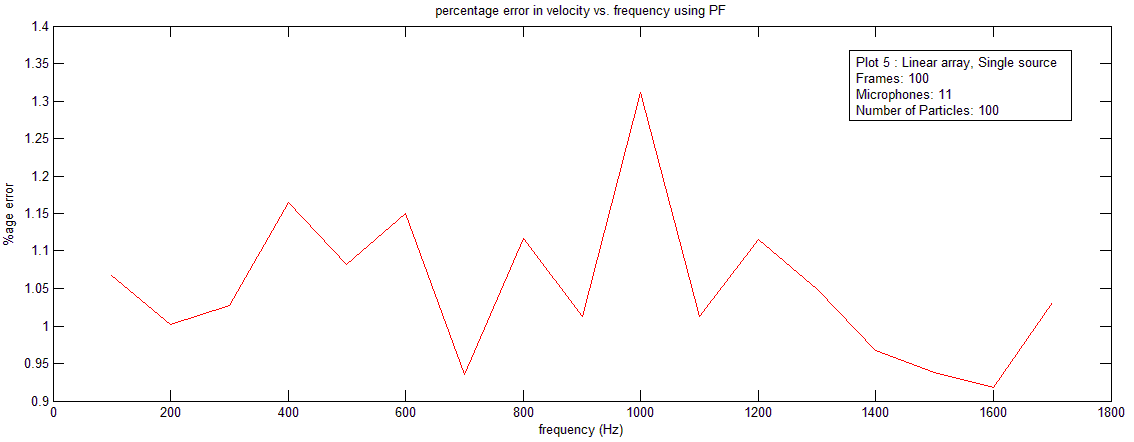 percentage error in velocity vs. frequency using PF
1.4
1.35
1.3
1.25
1.2
1.15
1.1
1.05
1
0.95
0.9
%age error
Plot 5 : Linear array, Single source
Frames: 100
Microphones: 11
Number of Particles: 100
0 200 400 600 800 1000 1200 1400 1600 1800
frequency (Hz)